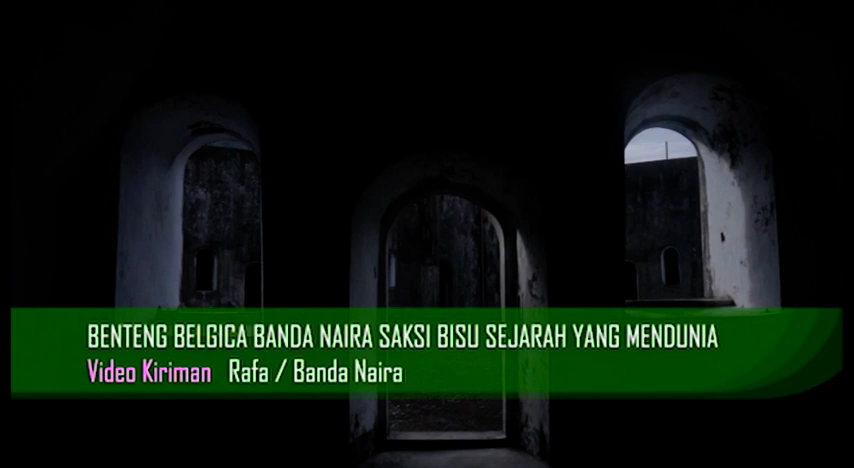 BENTENG BELGICA BANDA NAIRA SAKSI BISU SEJARAH YANG MENDUNIA
Video Kiriman Rafa / Banda Naira